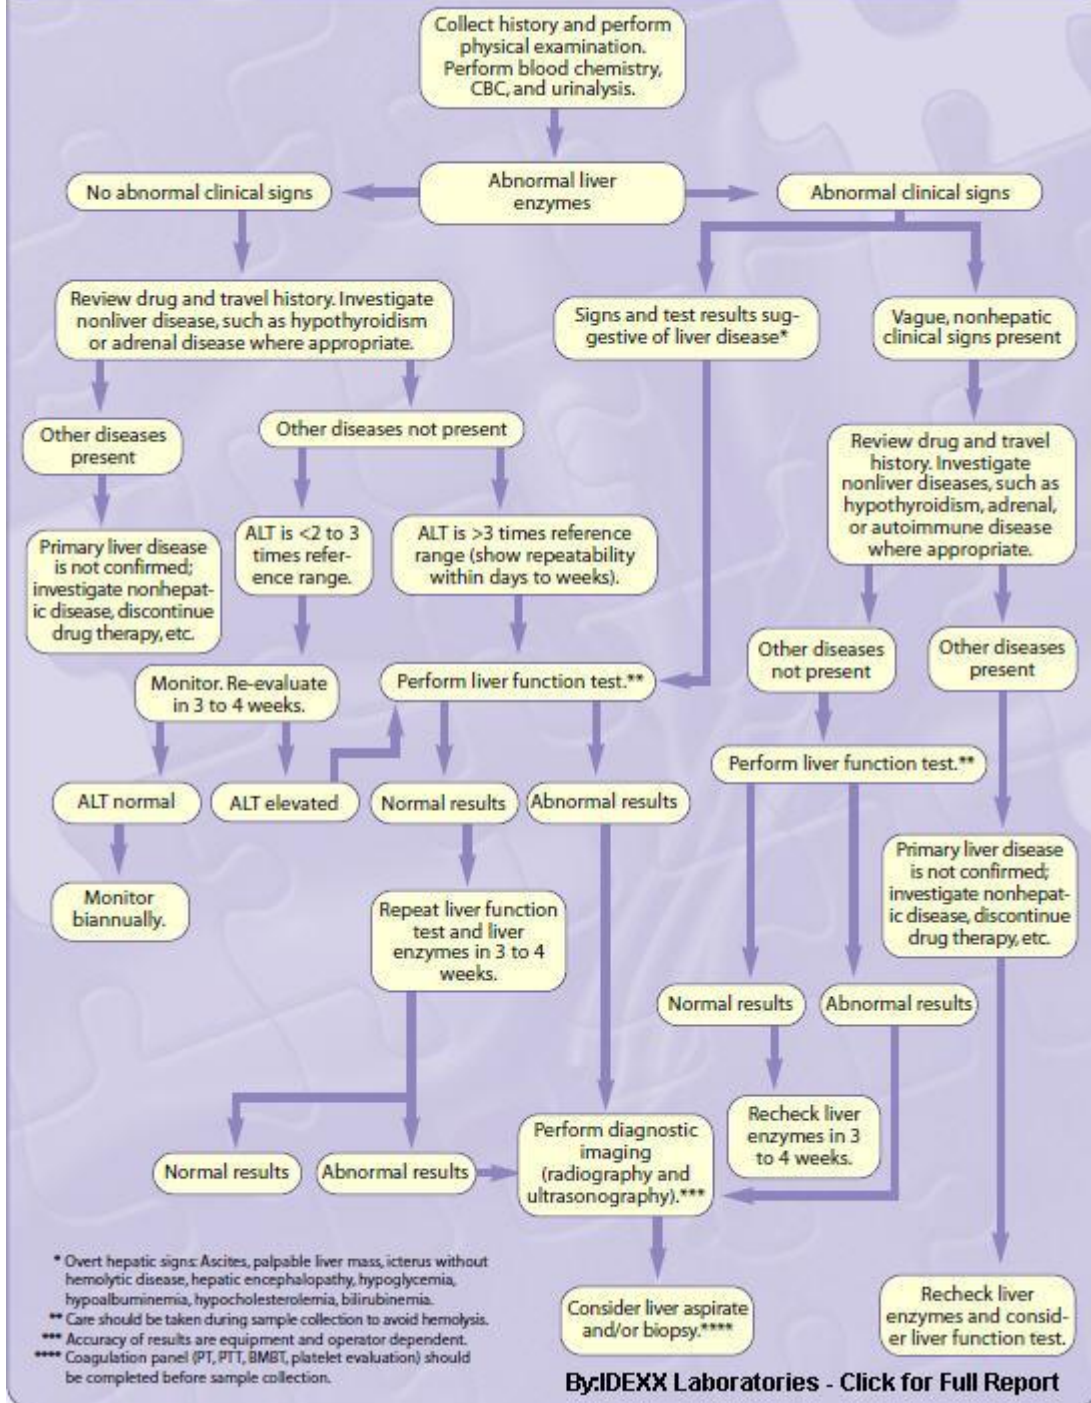 Collect history and perform
physical examination.
Perform blood chemistry,
CBC, and urinalysis.
No abnormal clinical signs
Abnormal liver
enzymes
Abnormal clinical signs
Review drug and travel history. Investigate
nonliver disease, such as hypothyroidism
or adrenal disease where appropriate.
Signs and test results sug-
gestive of liver disease*
Vague, nonhepatic
clinical signs present
Other diseases
present
Other diseases not present
Review drug and travel
history. Investigate
nonliver diseases, such as
hypothyroidism, adrenal,
or autoimmune disease
where appropriate.
Primary liver disease
is not confirmed;
investigate nonhepat-
ic disease, discontinue
drug therapy, etc.
ALT is <2 to 3
times refer-
ence range.
ALT is >3 times reference
range (show repeatability
within days to weeks).
Other diseases
not present
Other diseases
present
Monitor. Re-evaluate
in 3 to 4 weeks.
Perform liver function test.**
Perform liver function test.**
ALT normal
ALT elevated
Normal results
Abnormal results
Primary liver disease
is not confirmed;
investigate nonhepat-
ic disease, discontinue
drug therapy, etc.
Monitor
biannually.
Repeat liver function
test and liver
enzymes in 3 to 4
weeks.
Normal results
Abnormal results
Recheck liver
enzymes in 3
to 4 weeks.
Perform diagnostic
imaging
(radiography and
ultrasonography).***
Normal results
Abnormal results
* Overt hepatic signs: Ascites, palpable liver mass, icterus without
hemolytic disease, hepatic encephalopathy, hypoglycemia,
hypoalbuminemia, hypocholesterolemia, bilirubinemia.
** Care should be taken during sample collection to avoid hemolysis.
*** Accuracy of results are equipment and operator dependent.
**** Coagulation panel (PT, PTT, BMBT, platelet evaluation) should
be completed before sample collection.
Consider liver aspirate
and/or biopsy.****
Recheck liver
enzymes and consid-
er liver function test.
By:IDEXX Laboratories - Click for Full Report